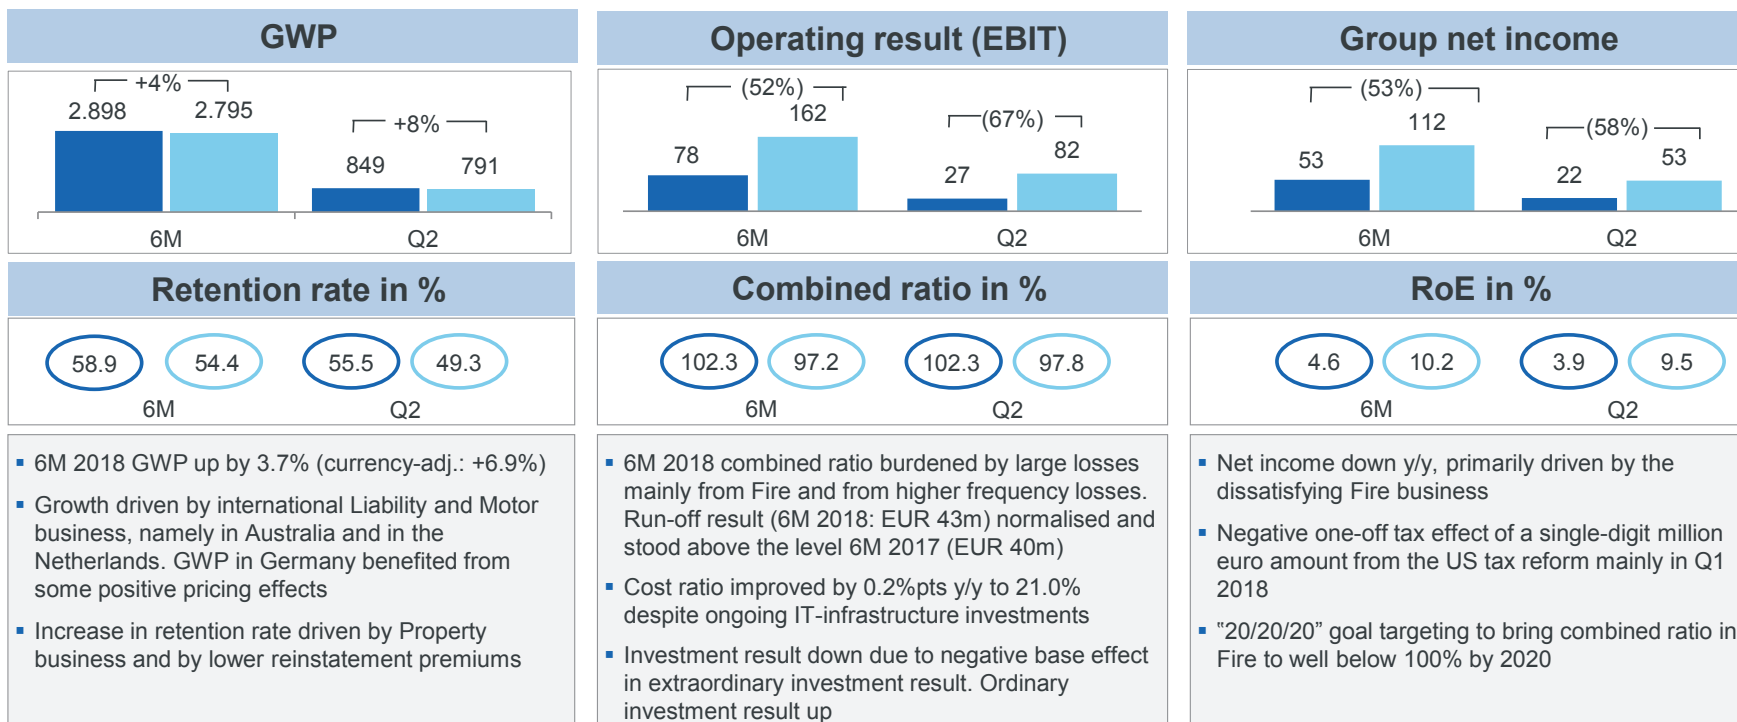 GWP
+4%
2.898
2.795
+8%
849
791
6M
Q2
Operating result (EBIT)
(52%)
162
78
(67%)
82
27
6M
Q2
Group net income
(53%)
112
53
(58%)
53
22
6M
Q2
Retention rate in %
58.9
54.4
55.5
49.3
6M
Q2
Combined ratio in %
102.3
97.2
102.3
97.8
6M
Q2
RoE in %
4.6
10.2
3.9
9.5
6M
Q2
▪ 6M 2018 GWP up by 3.7% (currency-adj.: +6.9%)
▪ Growth driven by international Liability and Motor
business, namely in Australia and in the
Netherlands. GWP in Germany benefited from
some positive pricing effects
▪ Increase in retention rate driven by Property
business and by lower reinstatement premiums
▪ 6M 2018 combined ratio burdened by large losses
mainly from Fire and from higher frequency losses.
Run-off result (6M 2018: EUR 43m) normalised and
stood above the level 6M 2017 (EUR 40m)
▪ Cost ratio improved by 0.2%pts y/y to 21.0%
despite ongoing IT-infrastructure investments
▪ Investment result down due to negative base effect
in extraordinary investment result. Ordinary
investment result up
▪ Net income down y/y, primarily driven by the
dissatisfying Fire business
▪ Negative one-off tax effect of a single-digit million
euro amount from the US tax reform mainly in Q1
2018
▪ "20/20/20" goal targeting to bring combined ratio in
Fire to well below 100% by 2020